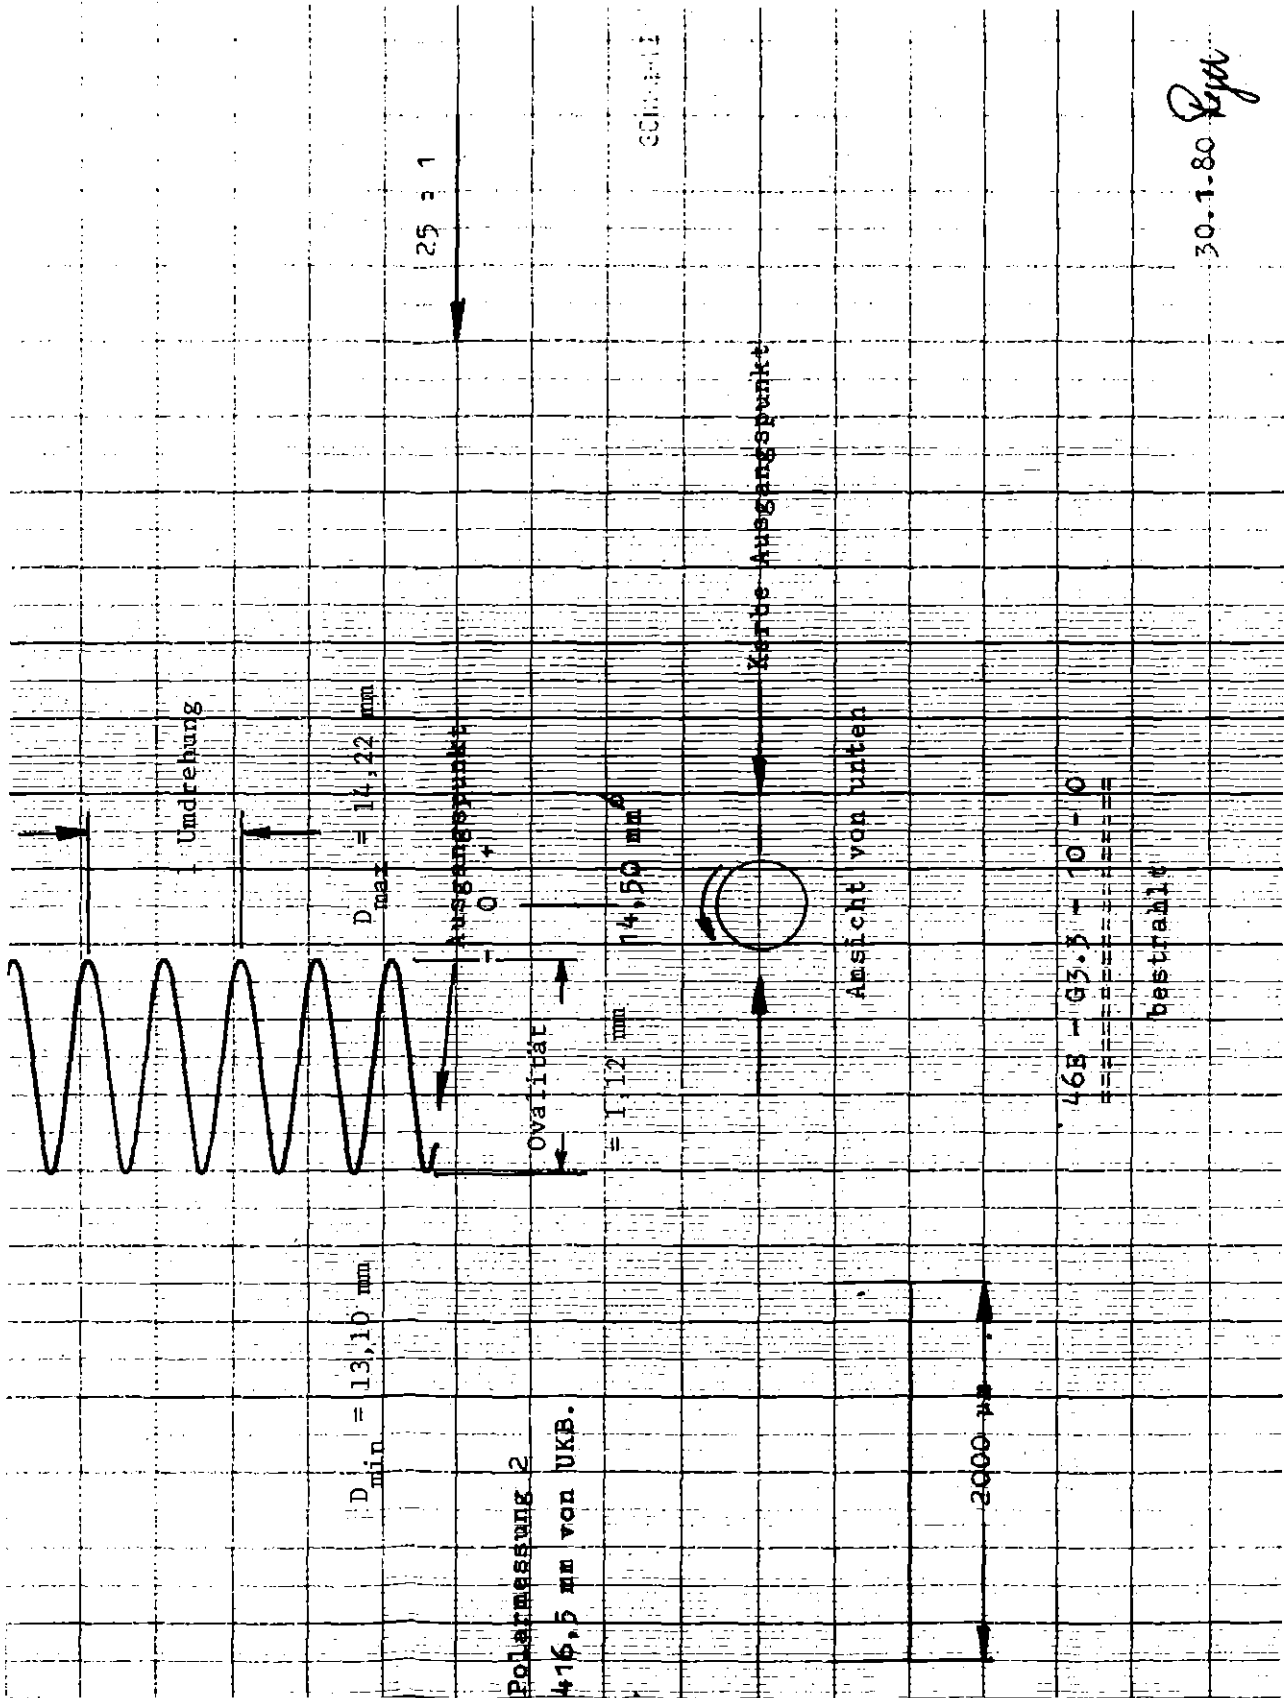 1 Umdrehung
D min = 13,10 mm
D max = 14,22 mm
25 : 1
Ausgangspunkt
- 0 +
Polarmessung 2
416,5 mm von UKB.
Ovalität
= 1,12 mm
14,50 mm ø
Kerbe Ausgangspunkt
Ansicht von unten
2000 µm
46E - G3.3 - 10 - 0
===================
bestrahlt
30.1.80